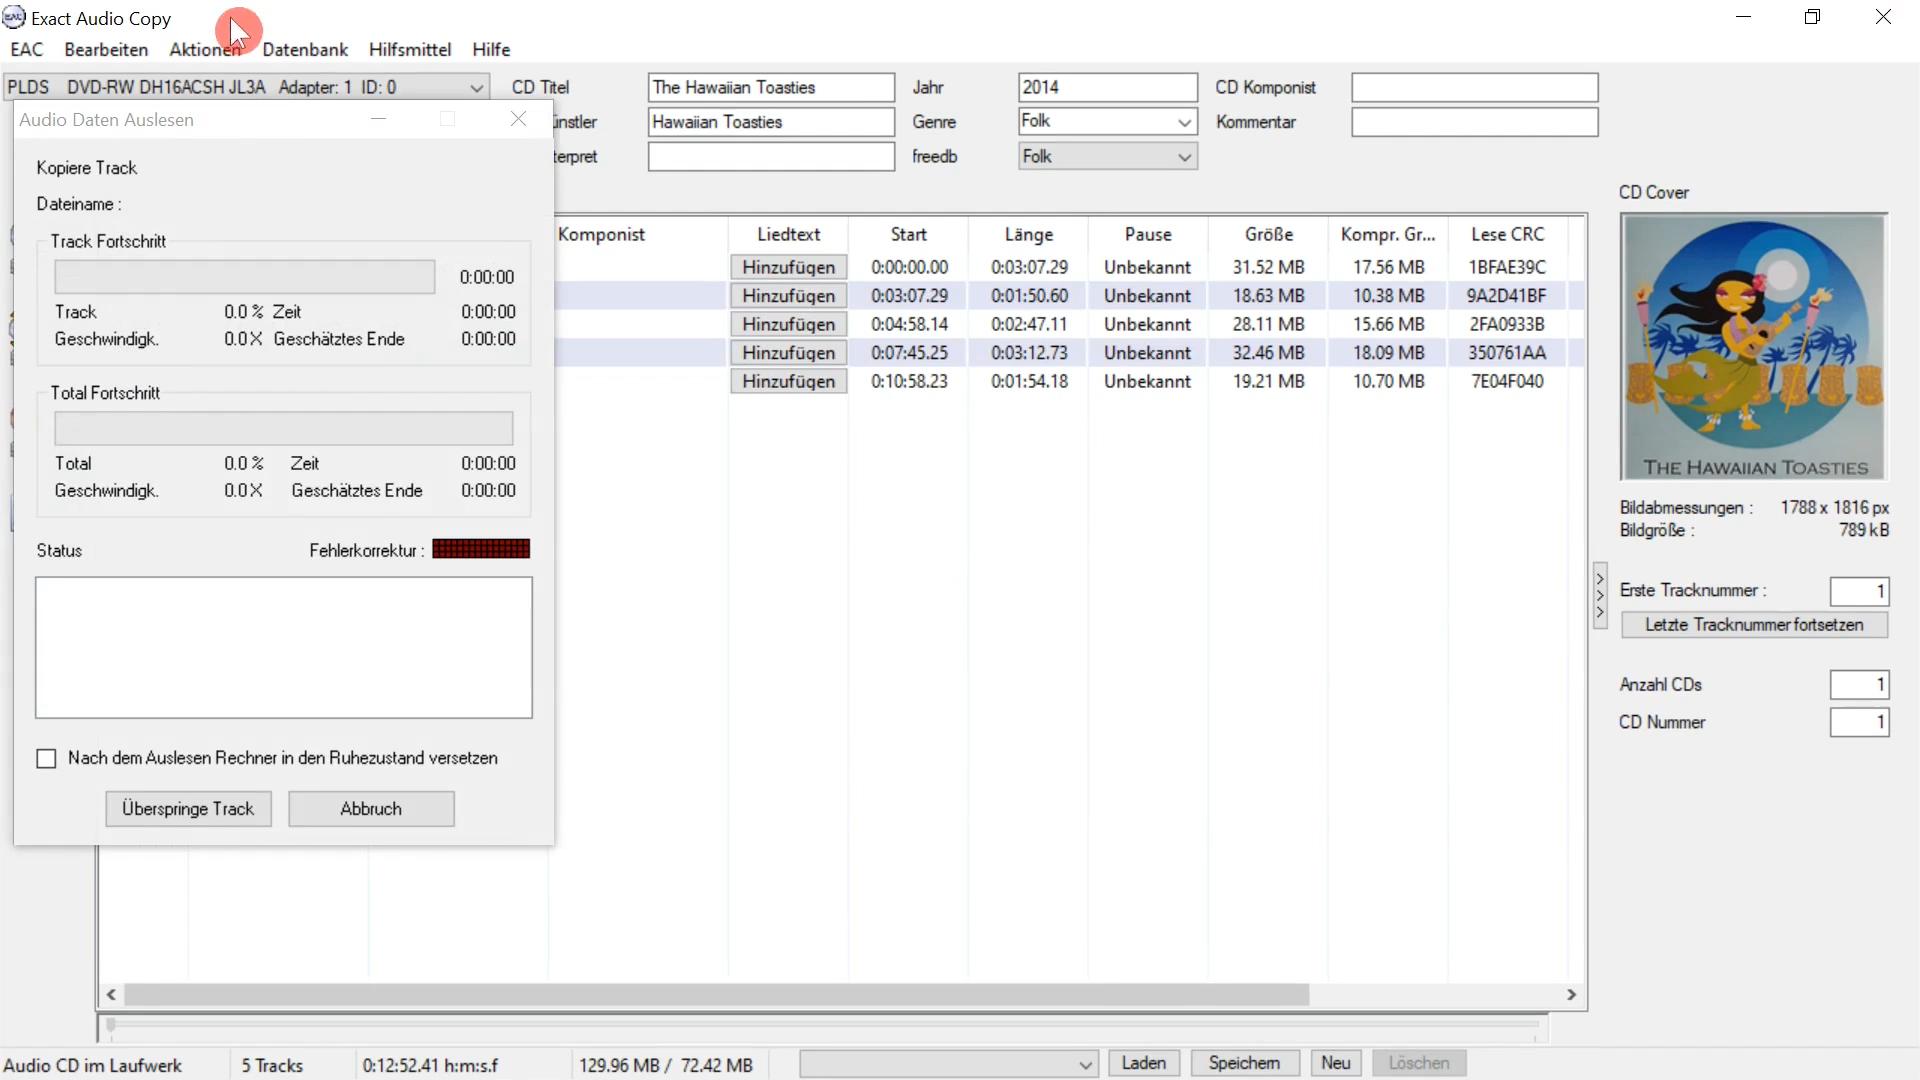 Exact Audio Copy
EAC Bearbeiten Aktionen Datenbank Hilfsmittel Hilfe
PLDS DVD-RW DH16ACSH JL3A Adapter: 1 ID: 0
CD Titel The Hawaiian Toasties Jahr 2014 CD Komponist
ünstler Hawaiian Toasties Genre Folk Kommentar
terpret freedb Folk
Audio Daten Auslesen
Kopiere Track
Dateiname :
Track Fortschritt
0:00:00
Track 0.0 % Zeit 0:00:00
Geschwindigk. 0.0 X Geschätztes Ende 0:00:00
Total Fortschritt
Total 0.0 % Zeit 0:00:00
Geschwindigk. 0.0 X Geschätztes Ende 0:00:00
Status Fehlerkorrektur :
Nach dem Auslesen Rechner in den Ruhezustand versetzen
Überspringe Track Abbruch
Komponist Liedtext Start Länge Pause Größe Kompr. Gr... Lese CRC
Hinzufügen 0:00:00.00 0:03:07.29 Unbekannt 31.52 MB 17.56 MB 1BFAE39C
Hinzufügen 0:03:07.29 0:01:50.60 Unbekannt 18.63 MB 10.38 MB 9A2D41BF
Hinzufügen 0:04:58.14 0:02:47.11 Unbekannt 28.11 MB 15.66 MB 2FA0933B
Hinzufügen 0:07:45.25 0:03:12.73 Unbekannt 32.46 MB 18.09 MB 350761AA
Hinzufügen 0:10:58.23 0:01:54.18 Unbekannt 19.21 MB 10.70 MB 7E04F040
CD Cover
THE HAWAIIAN TOASTIES
Bildabmessungen : 1788 x 1816 px
Bildgröße : 789 kB
Erste Tracknummer : 1
Letzte Tracknummer fortsetzen
Anzahl CDs 1
CD Nummer 1
Audio CD im Laufwerk 5 Tracks 0:12:52.41 h:m:s.f 129.96 MB / 72.42 MB Laden Speichern Neu Löschen